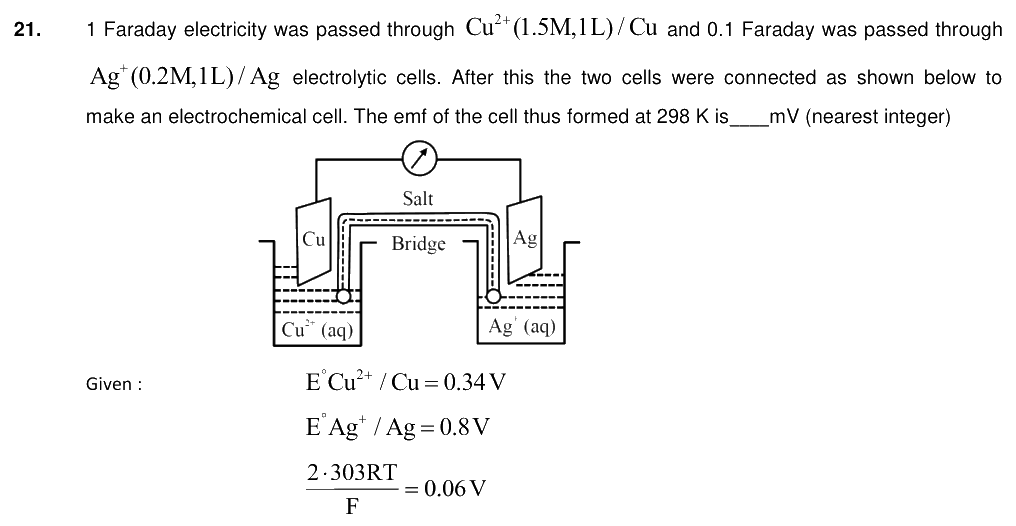 21. 1 Faraday electricity was passed through Cu²⁺(1.5M,1L)/Cu and 0.1 Faraday was passed through
Ag⁺(0.2M,1L)/Ag electrolytic cells. After this the two cells were connected as shown below to
make an electrochemical cell. The emf of the cell thus formed at 298 K is____mV (nearest integer)
Salt
Cu
Bridge
Ag
Cu²⁺ (aq)
Ag⁺ (aq)
Given :
E°Cu²⁺ / Cu = 0.34 V
E°Ag⁺ / Ag = 0.8 V
2·303RT / F = 0.06 V